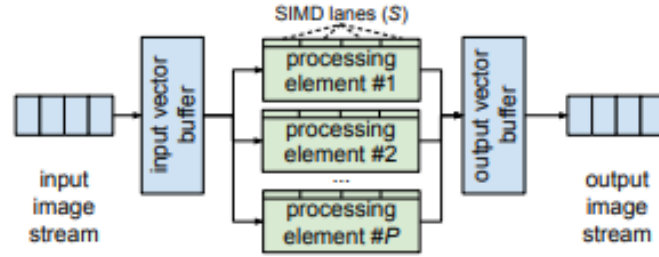 SIMD lanes (S)
input vector
buffer
processing
element #1
processing
element #2
...
processing
element #P
output vector
buffer
input
image
stream
output
image
stream